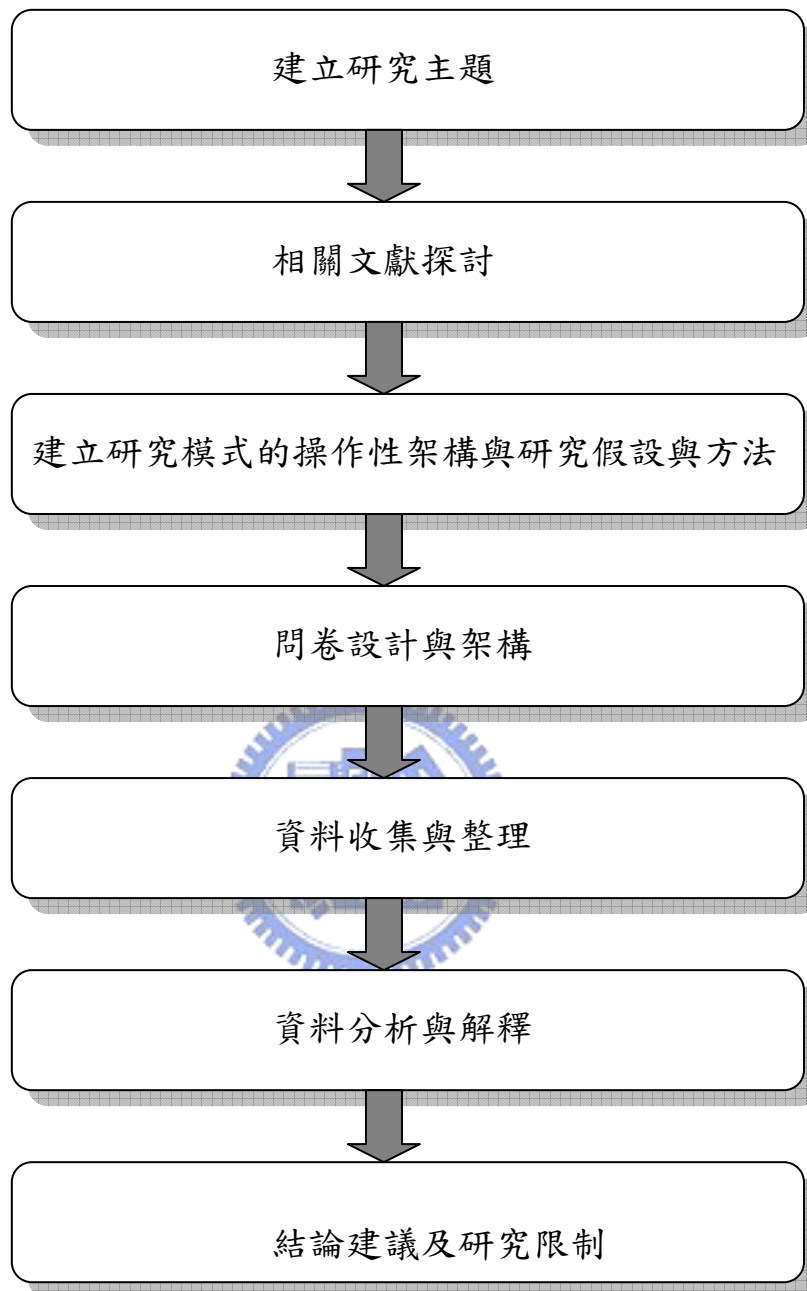 建立研究主題
相關文獻探討
建立研究模式的操作性架構與研究假設與方法
問卷設計與架構
資料收集與整理
資料分析與解釋
結論建議及研究限制